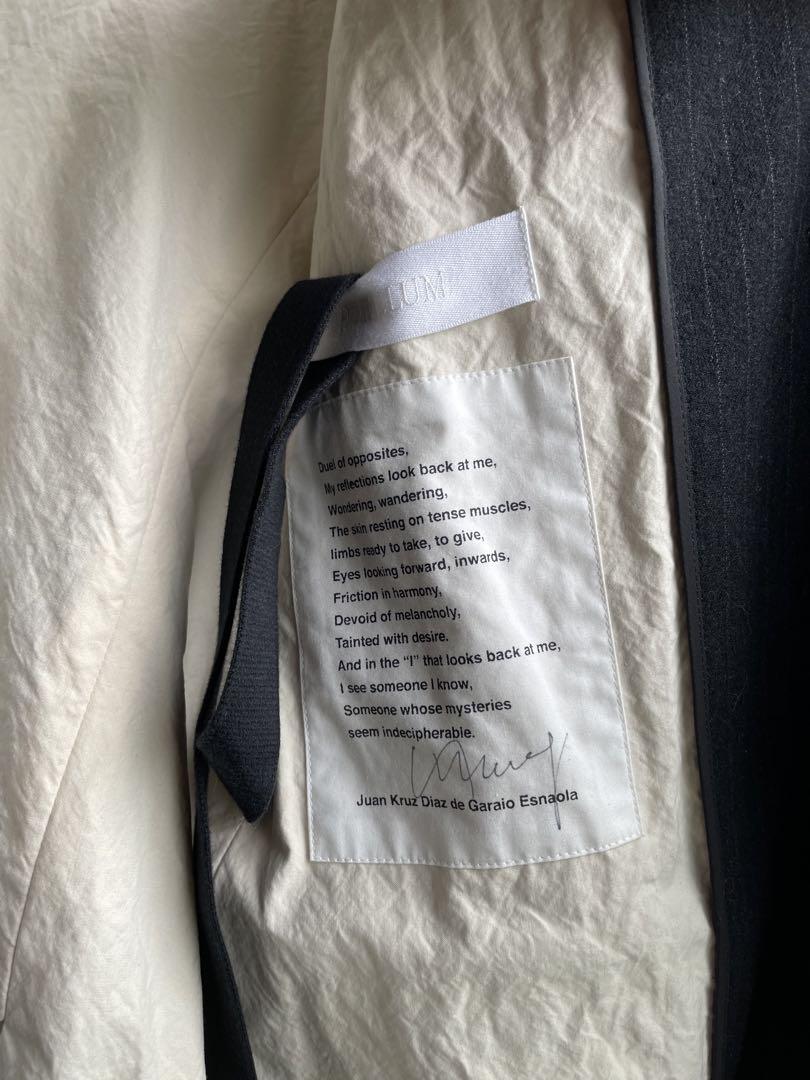 LUM
Duel of opposites,
My reflections look back at me,
Wondering, wandering,
The skin resting on tense muscles,
limbs ready to take, to give,
Eyes looking forward, inwards,
Friction in harmony,
Devoid of melancholy,
Tainted with desire.
And in the “I” that looks back at me,
I see someone I know,
Someone whose mysteries
seem indecipherable.
Juan Kruz Diaz de Garaio Esnaola